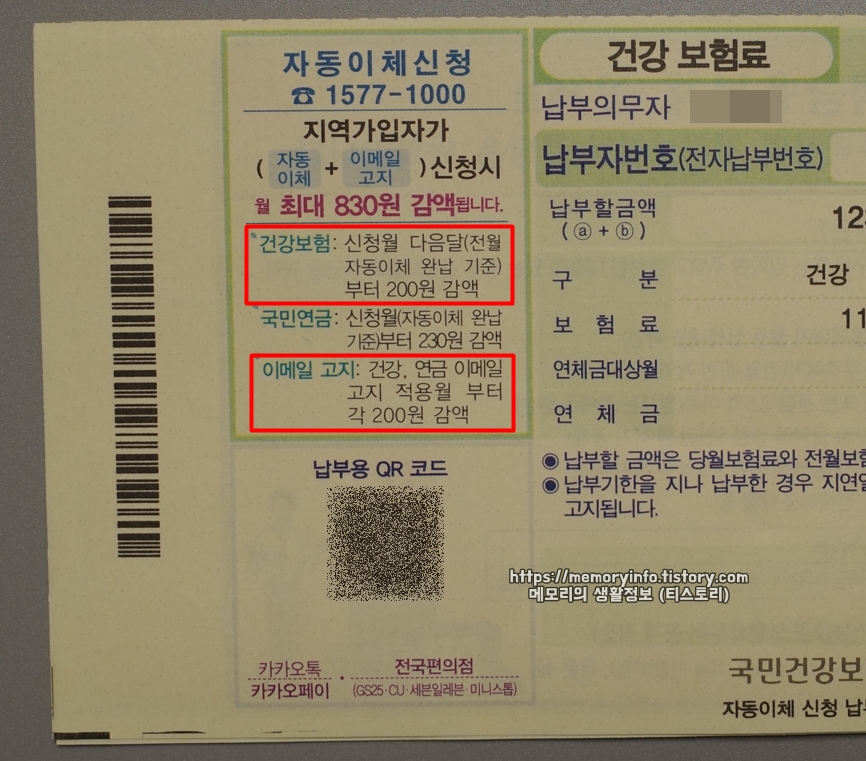 자동이체신청
☎ 1577-1000
지역가입자가
( 자동이체 + 이메일고지 ) 신청시
월 최대 830원 감액됩니다.
건강보험: 신청월 다음달(전월
자동이체 완납 기준)
부터 200원 감액
국민연금: 신청월(자동이체 완납
기준)부터 230원 감액
이메일 고지: 건강, 연금 이메일
고지 적용월 부터
각 200원 감액
납부용 QR 코드
카카오톡
카카오페이
전국편의점
(GS25·CU·세븐일레븐·미니스톱)
건강 보험료
납부의무자
납부자번호(전자납부번호)
납부할금액
(ⓐ+ⓑ)
구 분 건강
보 험 료 11
연체금대상월
연 체 금
◉ 납부할 금액은 당월보험료와
◉ 납부기한을 지나 납부한 경우
고지됩니다.
https://memoryinfo.tistory.com
메모리의 생활정보 (티스토리)
국민건강보
자동이체 신청